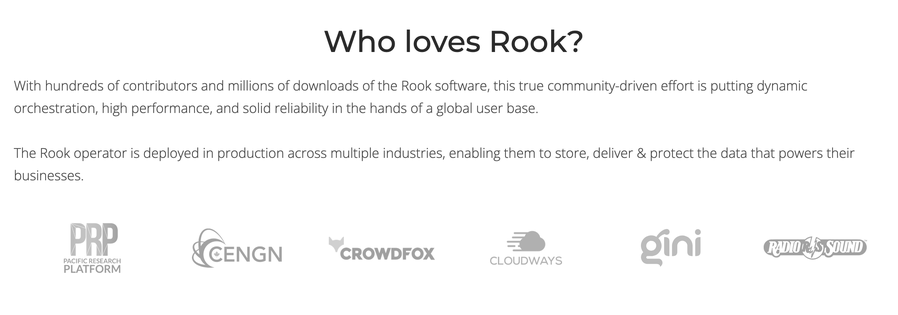 Who loves Rook?
With hundreds of contributors and millions of downloads of the Rook software, this true community-driven effort is putting dynamic
orchestration, high performance, and solid reliability in the hands of a global user base.
The Rook operator is deployed in production across multiple industries, enabling them to store, deliver & protect the data that powers their
businesses.
PRP
PACIFIC RESEARCH
PLATFORM
CENGN
CROWDFOX
CLOUDWAYS
gini
RADIO SOUND